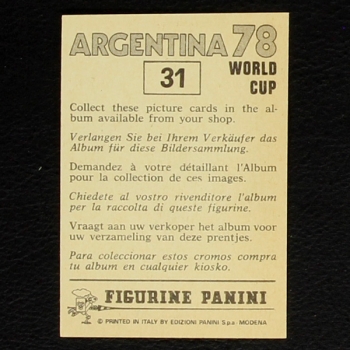 ARGENTINA 78
31
WORLD
CUP
Collect these picture cards in the al-
bum available from your shop.
Verlangen Sie bei Ihrem Verkäufer das
Album für diese Bildersammlung.
Demandez à votre détaillant l'Album
pour la collection de ces images.
Chiedete al vostro rivenditore l'album
per la raccolta di queste figurine.
Vraagt aan uw verkoper het album voor
uw verzameling van deze prentjes.
Para coleccionar estos cromos compra
tu album en cualquier kiosko.
FIGURINE PANINI
© PRINTED IN ITALY BY EDIZIONI PANINI S.p.a - MODENA